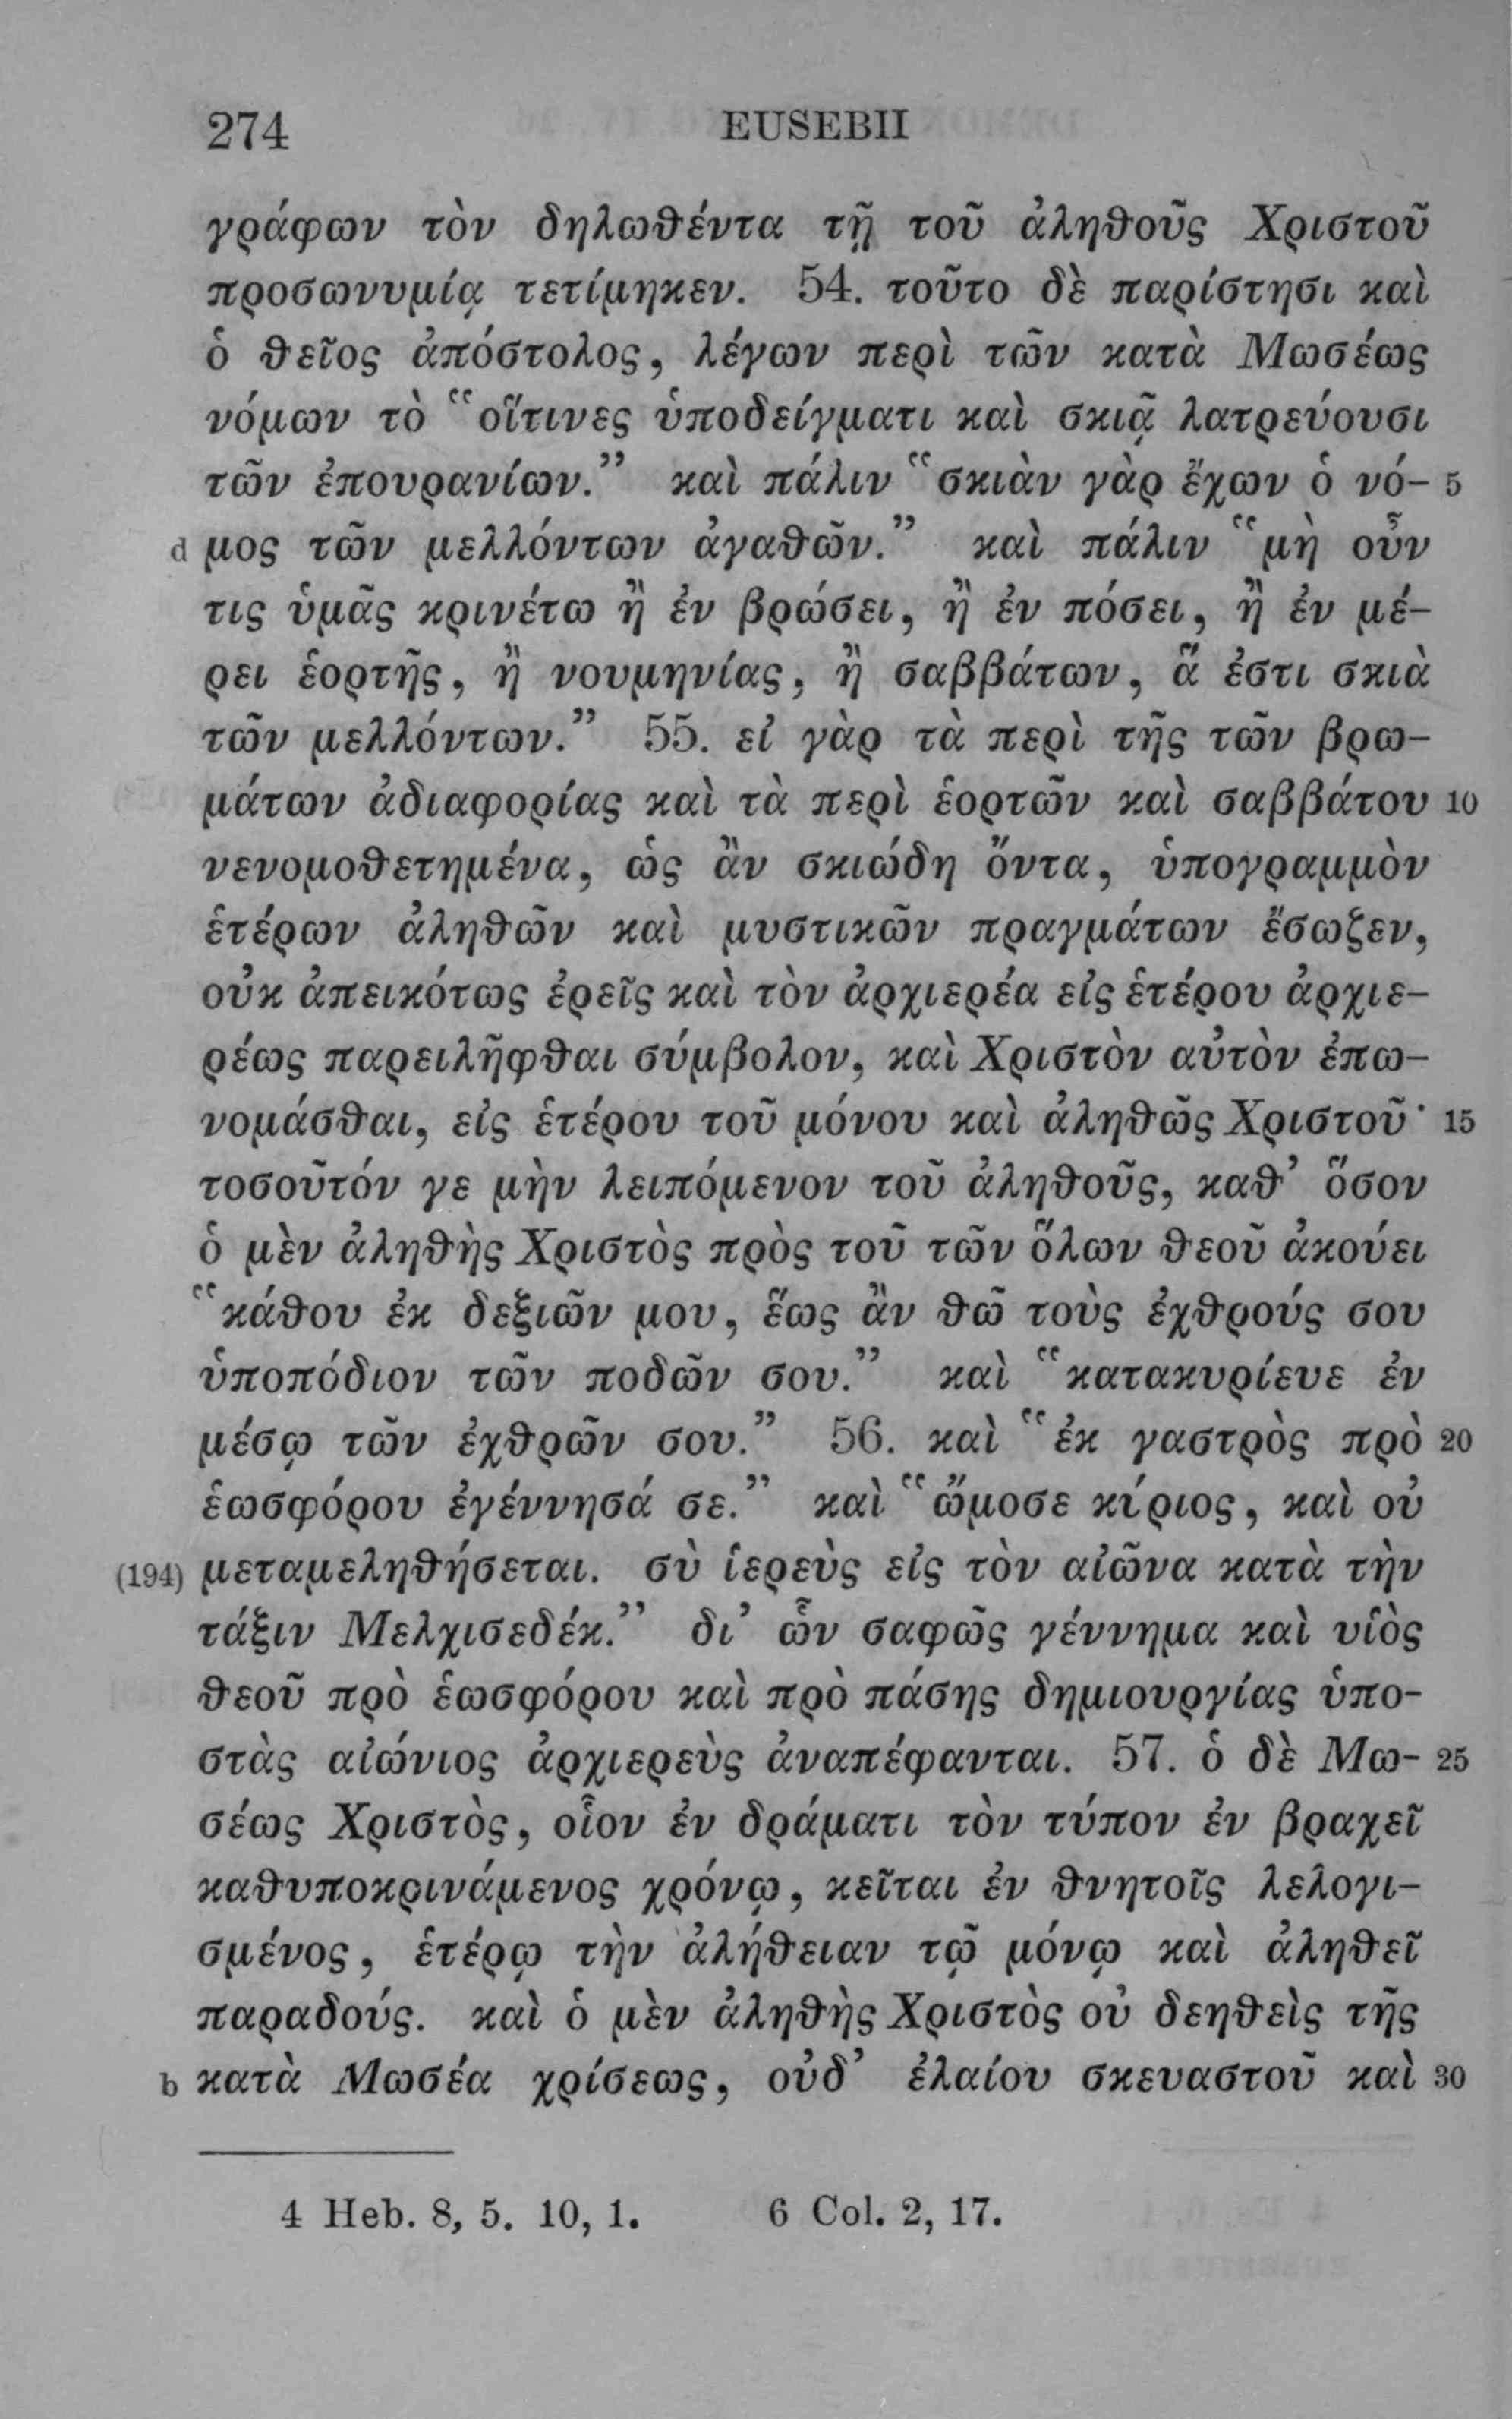 274 EUSEBII
γράφων τὸν δηλωθέντα τῇ τοῦ ἀληθοῦς Χριστοῦ
προσωνυμίᾳ τετίμηκεν. 54. τοῦτο δὲ παρίστησι καὶ
ὁ θεῖος ἀπόστολος, λέγων περὶ τῶν κατὰ Μωσέως
νόμων τὸ “οἵτινες ὑποδείγματι καὶ σκιᾷ λατρεύουσι
τῶν ἐπουρανίων.” καὶ πάλιν “σκιὰν γὰρ ἔχων ὁ νό- 5
d μος τῶν μελλόντων ἀγαθῶν.” καὶ πάλιν “μὴ οὖν
τις ὑμᾶς κρινέτω ἢ ἐν βρώσει, ἢ ἐν πόσει, ἢ ἐν μέ-
ρει ἑορτῆς, ἢ νουμηνίας, ἢ σαββάτων, ἅ ἐστι σκιὰ
τῶν μελλόντων.” 55. εἰ γὰρ τὰ περὶ τῆς τῶν βρω-
μάτων ἀδιαφορίας καὶ τὰ περὶ ἑορτῶν καὶ σαββάτου 10
νενομοθετημένα, ὡς ἂν σκιώδη ὄντα, ὑπογραμμὸν
ἑτέρων ἀληθῶν καὶ μυστικῶν πραγμάτων ἔσωζεν,
οὐκ ἀπεικότως ἐρεῖς καὶ τὸν ἀρχιερέα εἰς ἑτέρου ἀρχιε-
ρέως παρειλῆφθαι σύμβολον, καὶ Χριστὸν αὐτὸν ἐπω-
νομάσθαι, εἰς ἑτέρου τοῦ μόνου καὶ ἀληθῶς Χριστοῦ· 15
τοσοῦτόν γε μὴν λειπόμενον τοῦ ἀληθοῦς, καθ’ ὅσον
ὁ μὲν ἀληθὴς Χριστὸς πρὸς τοῦ τῶν ὅλων θεοῦ ἀκούει
“κάθου ἐκ δεξιῶν μου, ἕως ἂν θῶ τοὺς ἐχθρούς σου
ὑποπόδιον τῶν ποδῶν σου.” καὶ “κατακυρίευε ἐν
μέσῳ τῶν ἐχθρῶν σου.” 56. καὶ “ἐκ γαστρὸς πρὸ 20
ἑωσφόρου ἐγέννησά σε.” καὶ “ὤμοσε κύριος, καὶ οὐ
(194) μεταμεληθήσεται. σὺ ἱερεὺς εἰς τὸν αἰῶνα κατὰ τὴν
τάξιν Μελχισεδέκ.” δι’ ὧν σαφῶς γέννημα καὶ υἱὸς
θεοῦ πρὸ ἑωσφόρου καὶ πρὸ πάσης δημιουργίας ὑπο-
στὰς αἰώνιος ἀρχιερεὺς ἀναπέφανται. 57. ὁ δὲ Μω- 25
σέως Χριστὸς, οἷον ἐν δράματι τὸν τύπον ἐν βραχεῖ
καθυποκρινάμενος χρόνῳ, κεῖται ἐν θνητοῖς λελογι-
σμένος, ἑτέρῳ τὴν ἀλήθειαν τῷ μόνῳ καὶ ἀληθεῖ
παραδούς. καὶ ὁ μὲν ἀληθὴς Χριστὸς οὐ δεηθεὶς τῆς
b κατὰ Μωσέα χρίσεως, οὐδ’ ἐλαίου σκευαστοῦ καὶ 30
4 Heb. 8, 5. 10, 1. 6 Col. 2, 17.